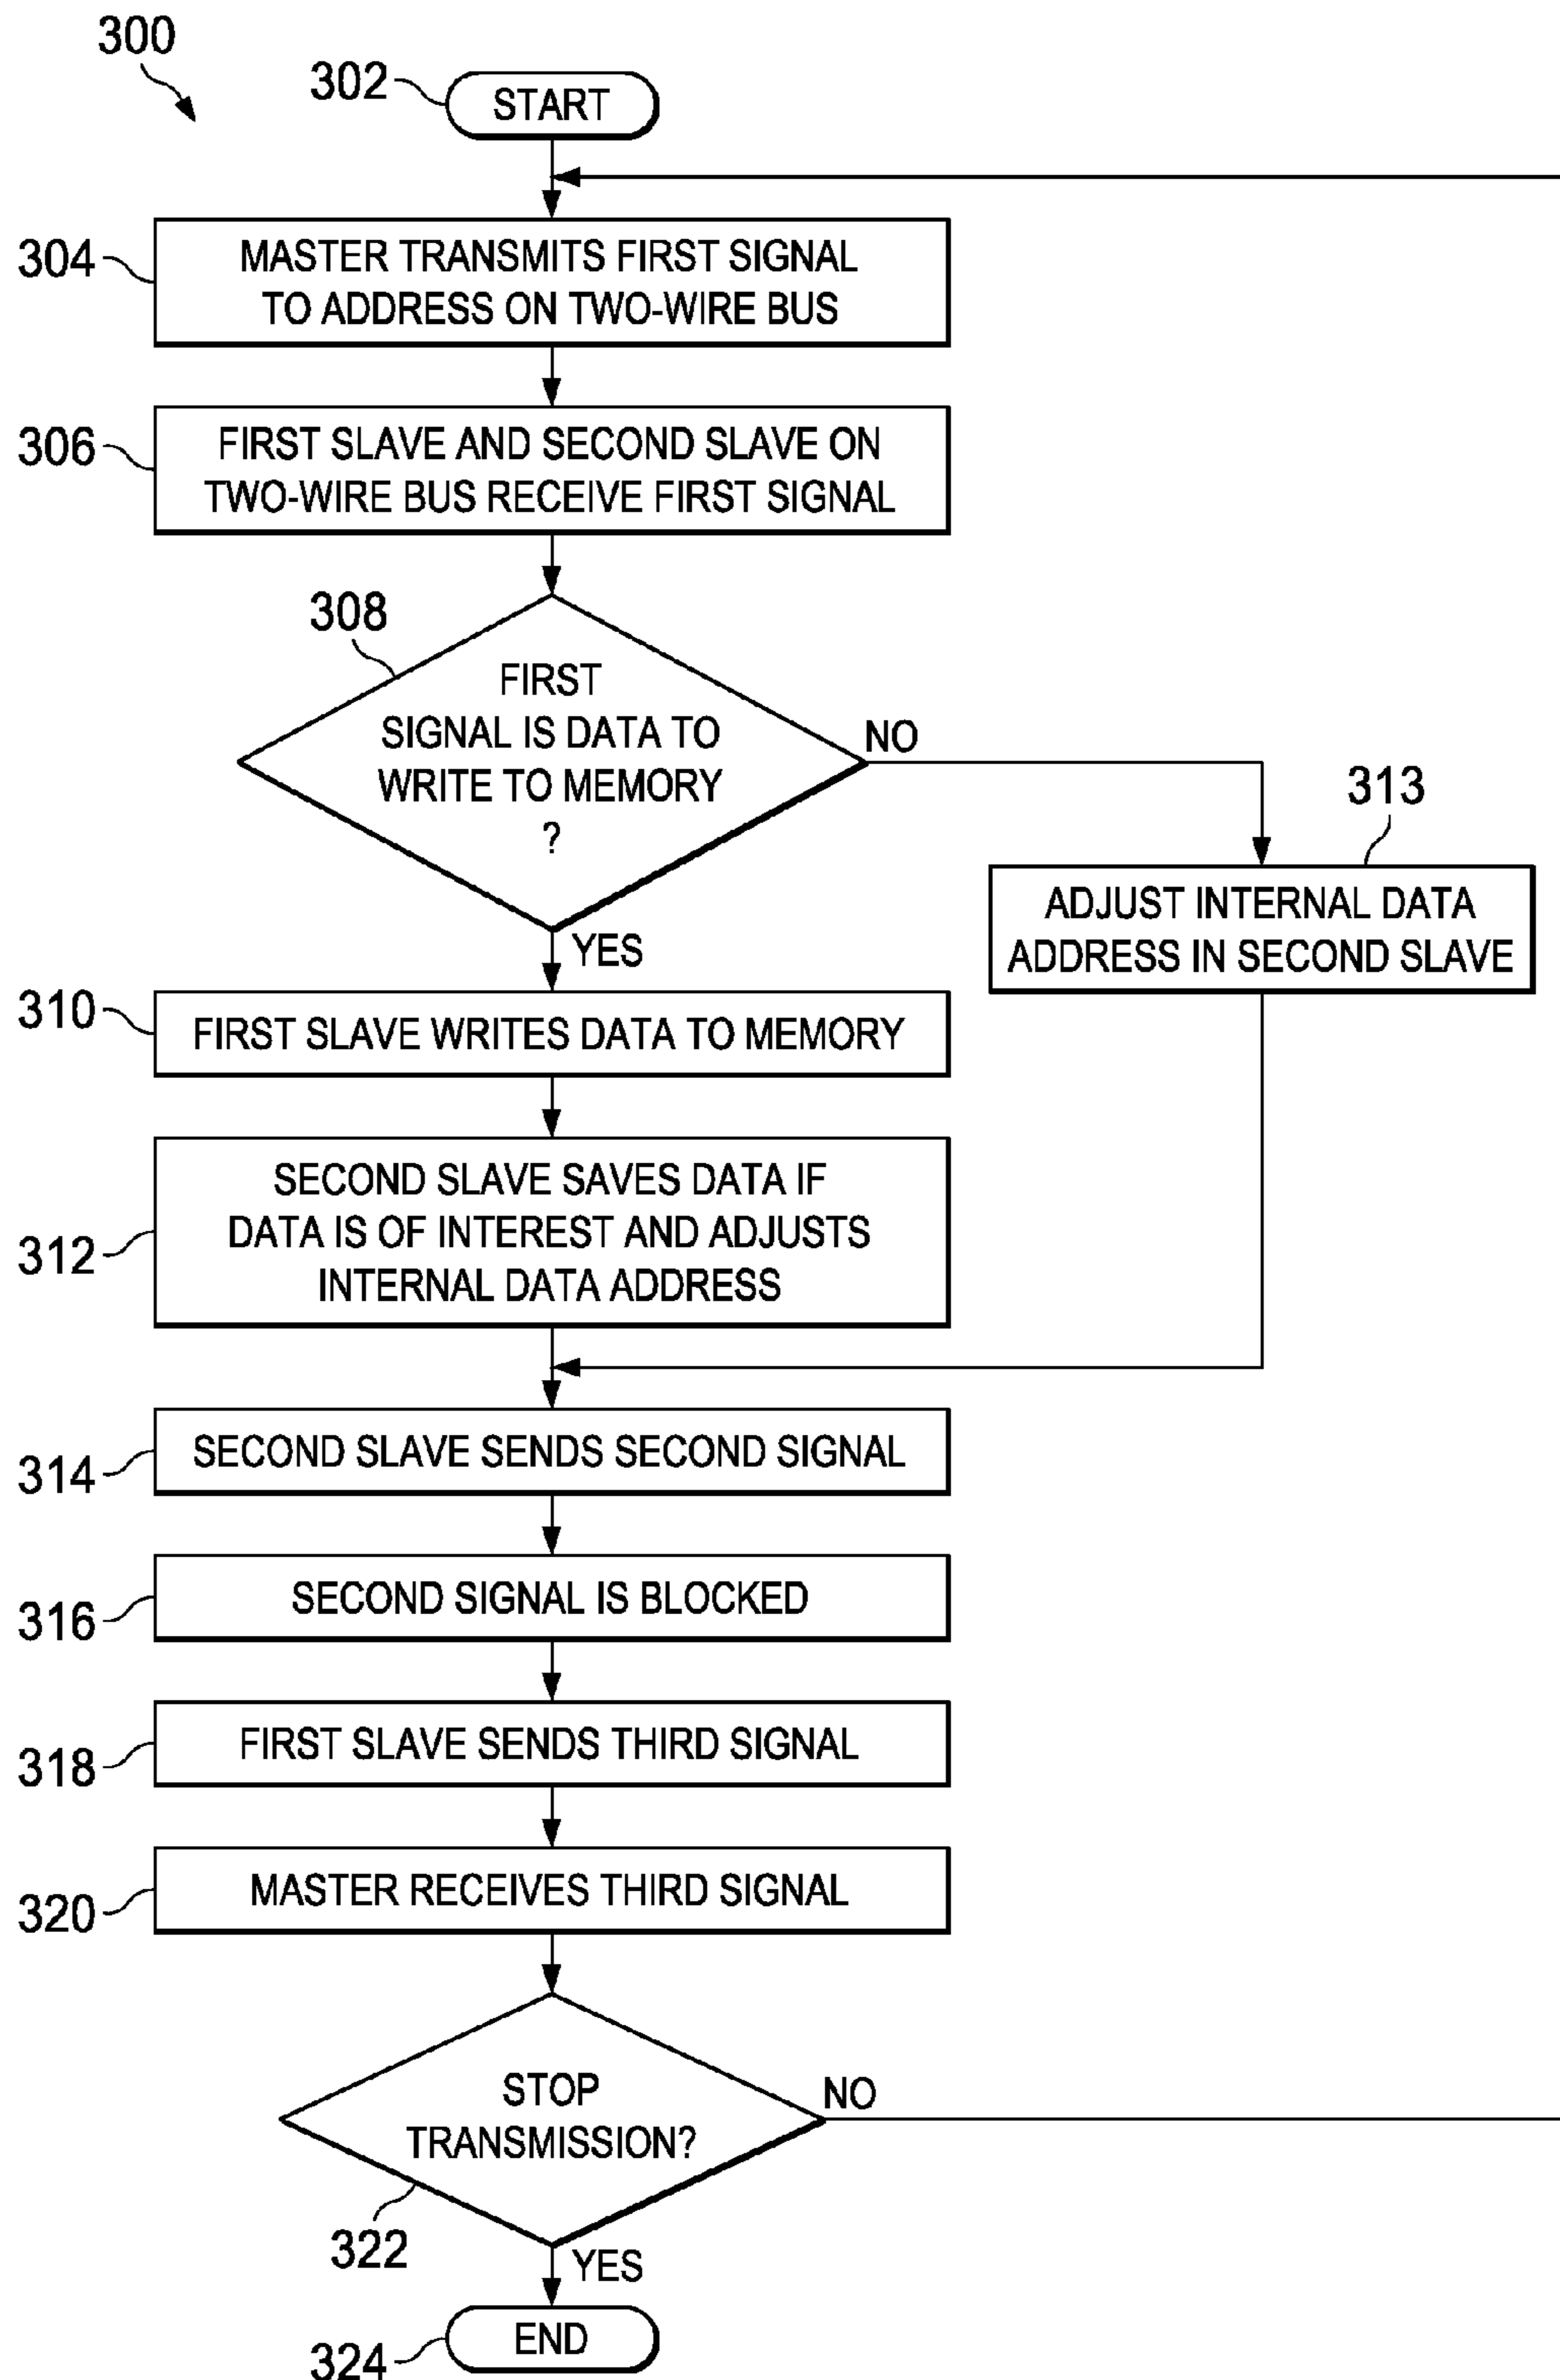 300
302
START
304
MASTER TRANSMITS FIRST SIGNAL
TO ADDRESS ON TWO-WIRE BUS
306
FIRST SLAVE AND SECOND SLAVE ON
TWO-WIRE BUS RECEIVE FIRST SIGNAL
308
FIRST
SIGNAL IS DATA TO
WRITE TO MEMORY
?
NO
YES
313
ADJUST INTERNAL DATA
ADDRESS IN SECOND SLAVE
310
FIRST SLAVE WRITES DATA TO MEMORY
312
SECOND SLAVE SAVES DATA IF
DATA IS OF INTEREST AND ADJUSTS
INTERNAL DATA ADDRESS
314
SECOND SLAVE SENDS SECOND SIGNAL
316
SECOND SIGNAL IS BLOCKED
318
FIRST SLAVE SENDS THIRD SIGNAL
320
MASTER RECEIVES THIRD SIGNAL
STOP
TRANSMISSION?
NO
322
YES
324
END